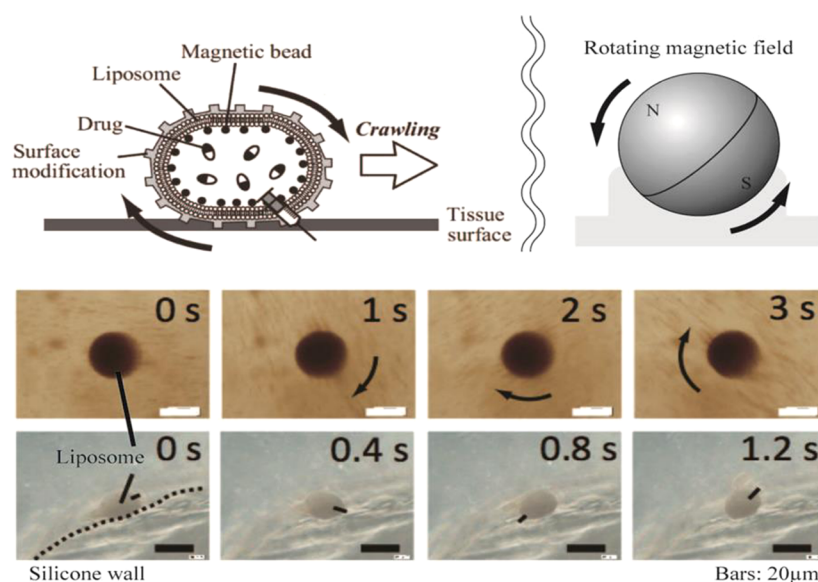 Magnetic bead
Liposome
Drug
Surface
modification
Crawling
Tissue
surface
Rotating magnetic field
N
S
0 s
1 s
2 s
3 s
Liposome
0 s
0.4 s
0.8 s
1.2 s
Silicone wall
Bars: 20μm